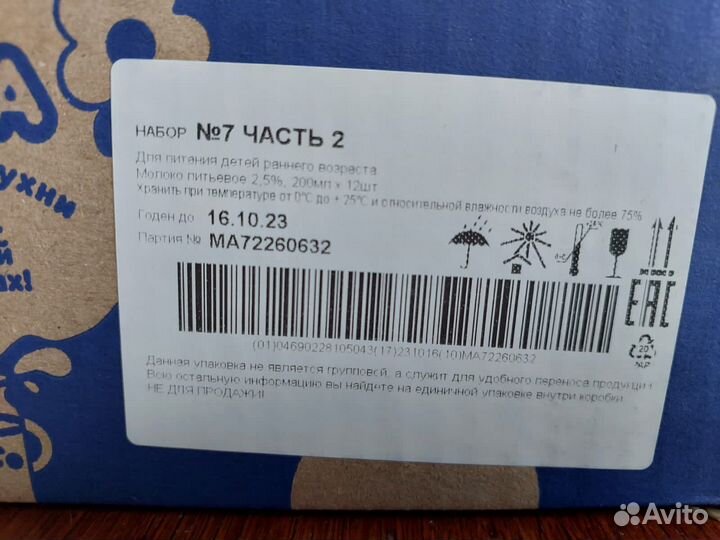 А
УХНИ
Й
АХ!
НАБОР №7 ЧАСТЬ 2
Для питания детей раннего возраста
Молоко питьевое 2,5%, 200мл х 12шт
Хранить при температуре от 0°C до + 25°C и относительной влажности воздуха не более 75%
Годен до 16.10.23
Партия № MA72260632
EAC
(01)04690228105043(17)231016(10)MA72260632
Данная упаковка не является групповой, а служит для удобного переноса продукции
Всю остальную информацию вы найдете на единичной упаковке внутри коробки.
НЕ ДЛЯ ПРОДАЖИ!
Avito